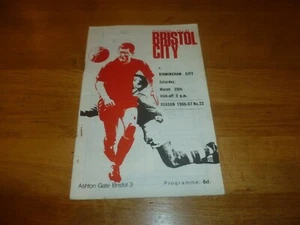 BRISTOL
CITY
v
BIRMINGHAM CITY
Saturday
March 25th
kick-off 3 p.m.
SEASON 1966-67 No.22
Ashton Gate Bristol 3
Programme 6d.